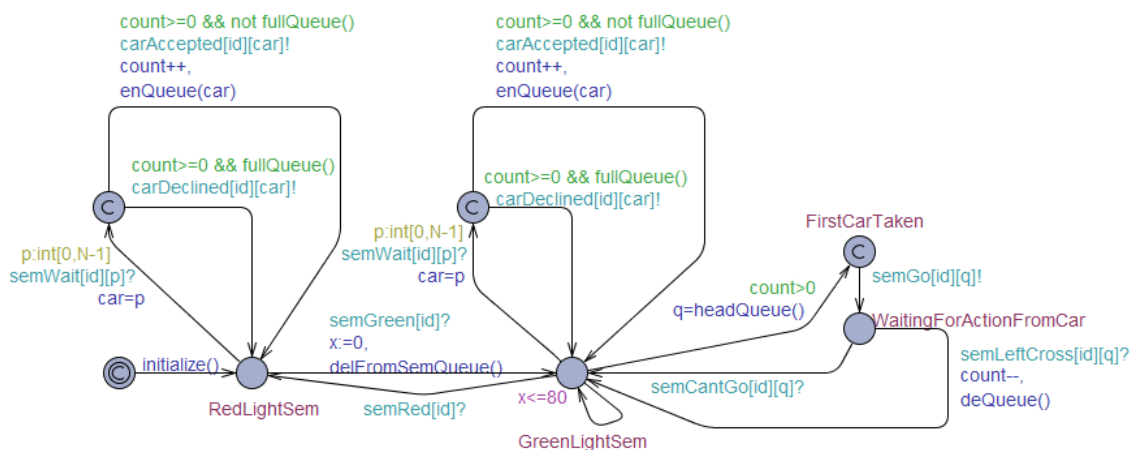 count>=0 && not fullQueue()
carAccepted[id][car]!
count++,
enQueue(car)
count>=0 && fullQueue()
carDeclined[id][car]!
C
p:int[0,N-1]
semWait[id][p]?
car=p
count>=0 && not fullQueue()
carAccepted[id][car]!
count++,
enQueue(car)
count>=0 && fullQueue()
carDeclined[id][car]!
C
p:int[0,N-1]
semWait[id][p]?
car=p
FirstCarTaken
C
semGo[id][q]!
count>0
q=headQueue()
WaitingForActionFromCar
semLeftCross[id][q]?
count--,
deQueue()
semCantGo[id][q]?
semGreen[id]?
x:=0,
delFromSemQueue()
C
initialize()
RedLightSem
semRed[id]?
x<=80
GreenLightSem